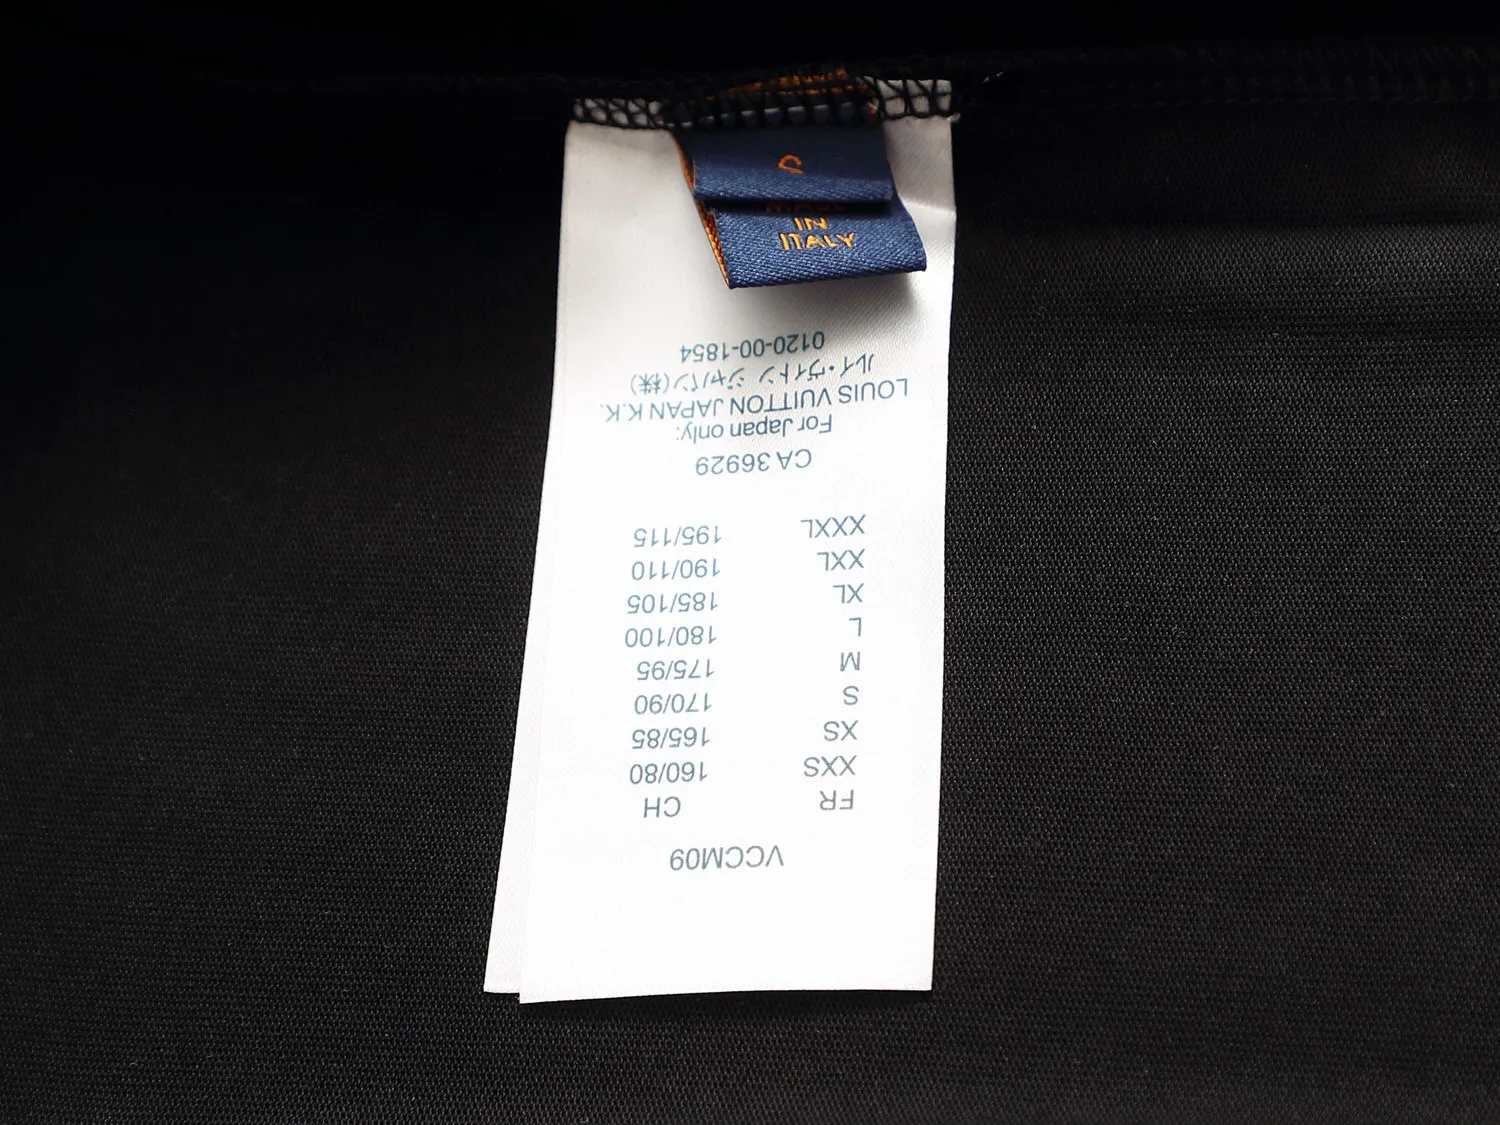 S
MADE
IN
ITALY
VCCM09
FR CH
XXS 160/80
XS 165/85
S 170/90
M 175/95
L 180/100
XL 185/105
XXL 190/110
XXXL 195/115
CA 36929
For Japan only:
LOUIS VUITTON JAPAN K.K.
ルイ・ヴィトン ジャパン(株)
0120-00-1854